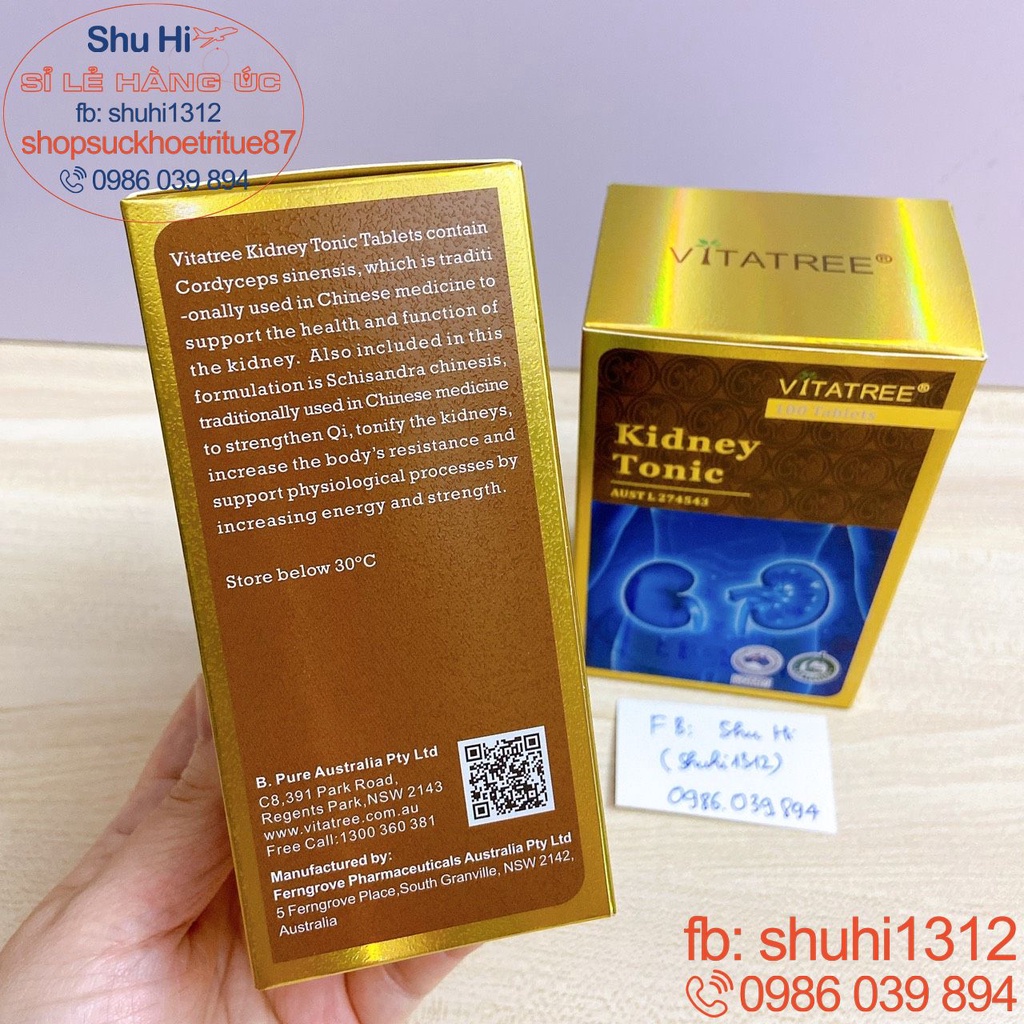 Shu Hi
SỈ LẺ HÀNG ÚC
fb: shuhi1312
shopsuckhoetritue87
0986 039 894
Vitatree Kidney Tonic Tablets contain
Cordyceps sinensis, which is traditi
-onally used in Chinese medicine to
support the health and function of
the kidney. Also included in this
formulation is Schisandra chinesis,
traditionally used in Chinese medicine
to strengthen Qi, tonify the kidneys,
increase the body's resistance and
support physiological processes by
increasing energy and strength.
Store below 30°C
B. Pure Australia Pty Ltd
C8,391 Park Road,
Regents Park,NSW 2143
www.vitatree.com.au
Free Call:1300 360 381
Manufactured by:
Ferngrove Pharmaceuticals Australia Pty Ltd
5 Ferngrove Place,South Granville, NSW 2142,
Australia
VITATREE®
VITATREE®
100 Tablets
Kidney
Tonic
AUST L 274543
FB: Shu Hi
(Shuhi1312)
0986.039.894
fb: shuhi1312
0986 039 894